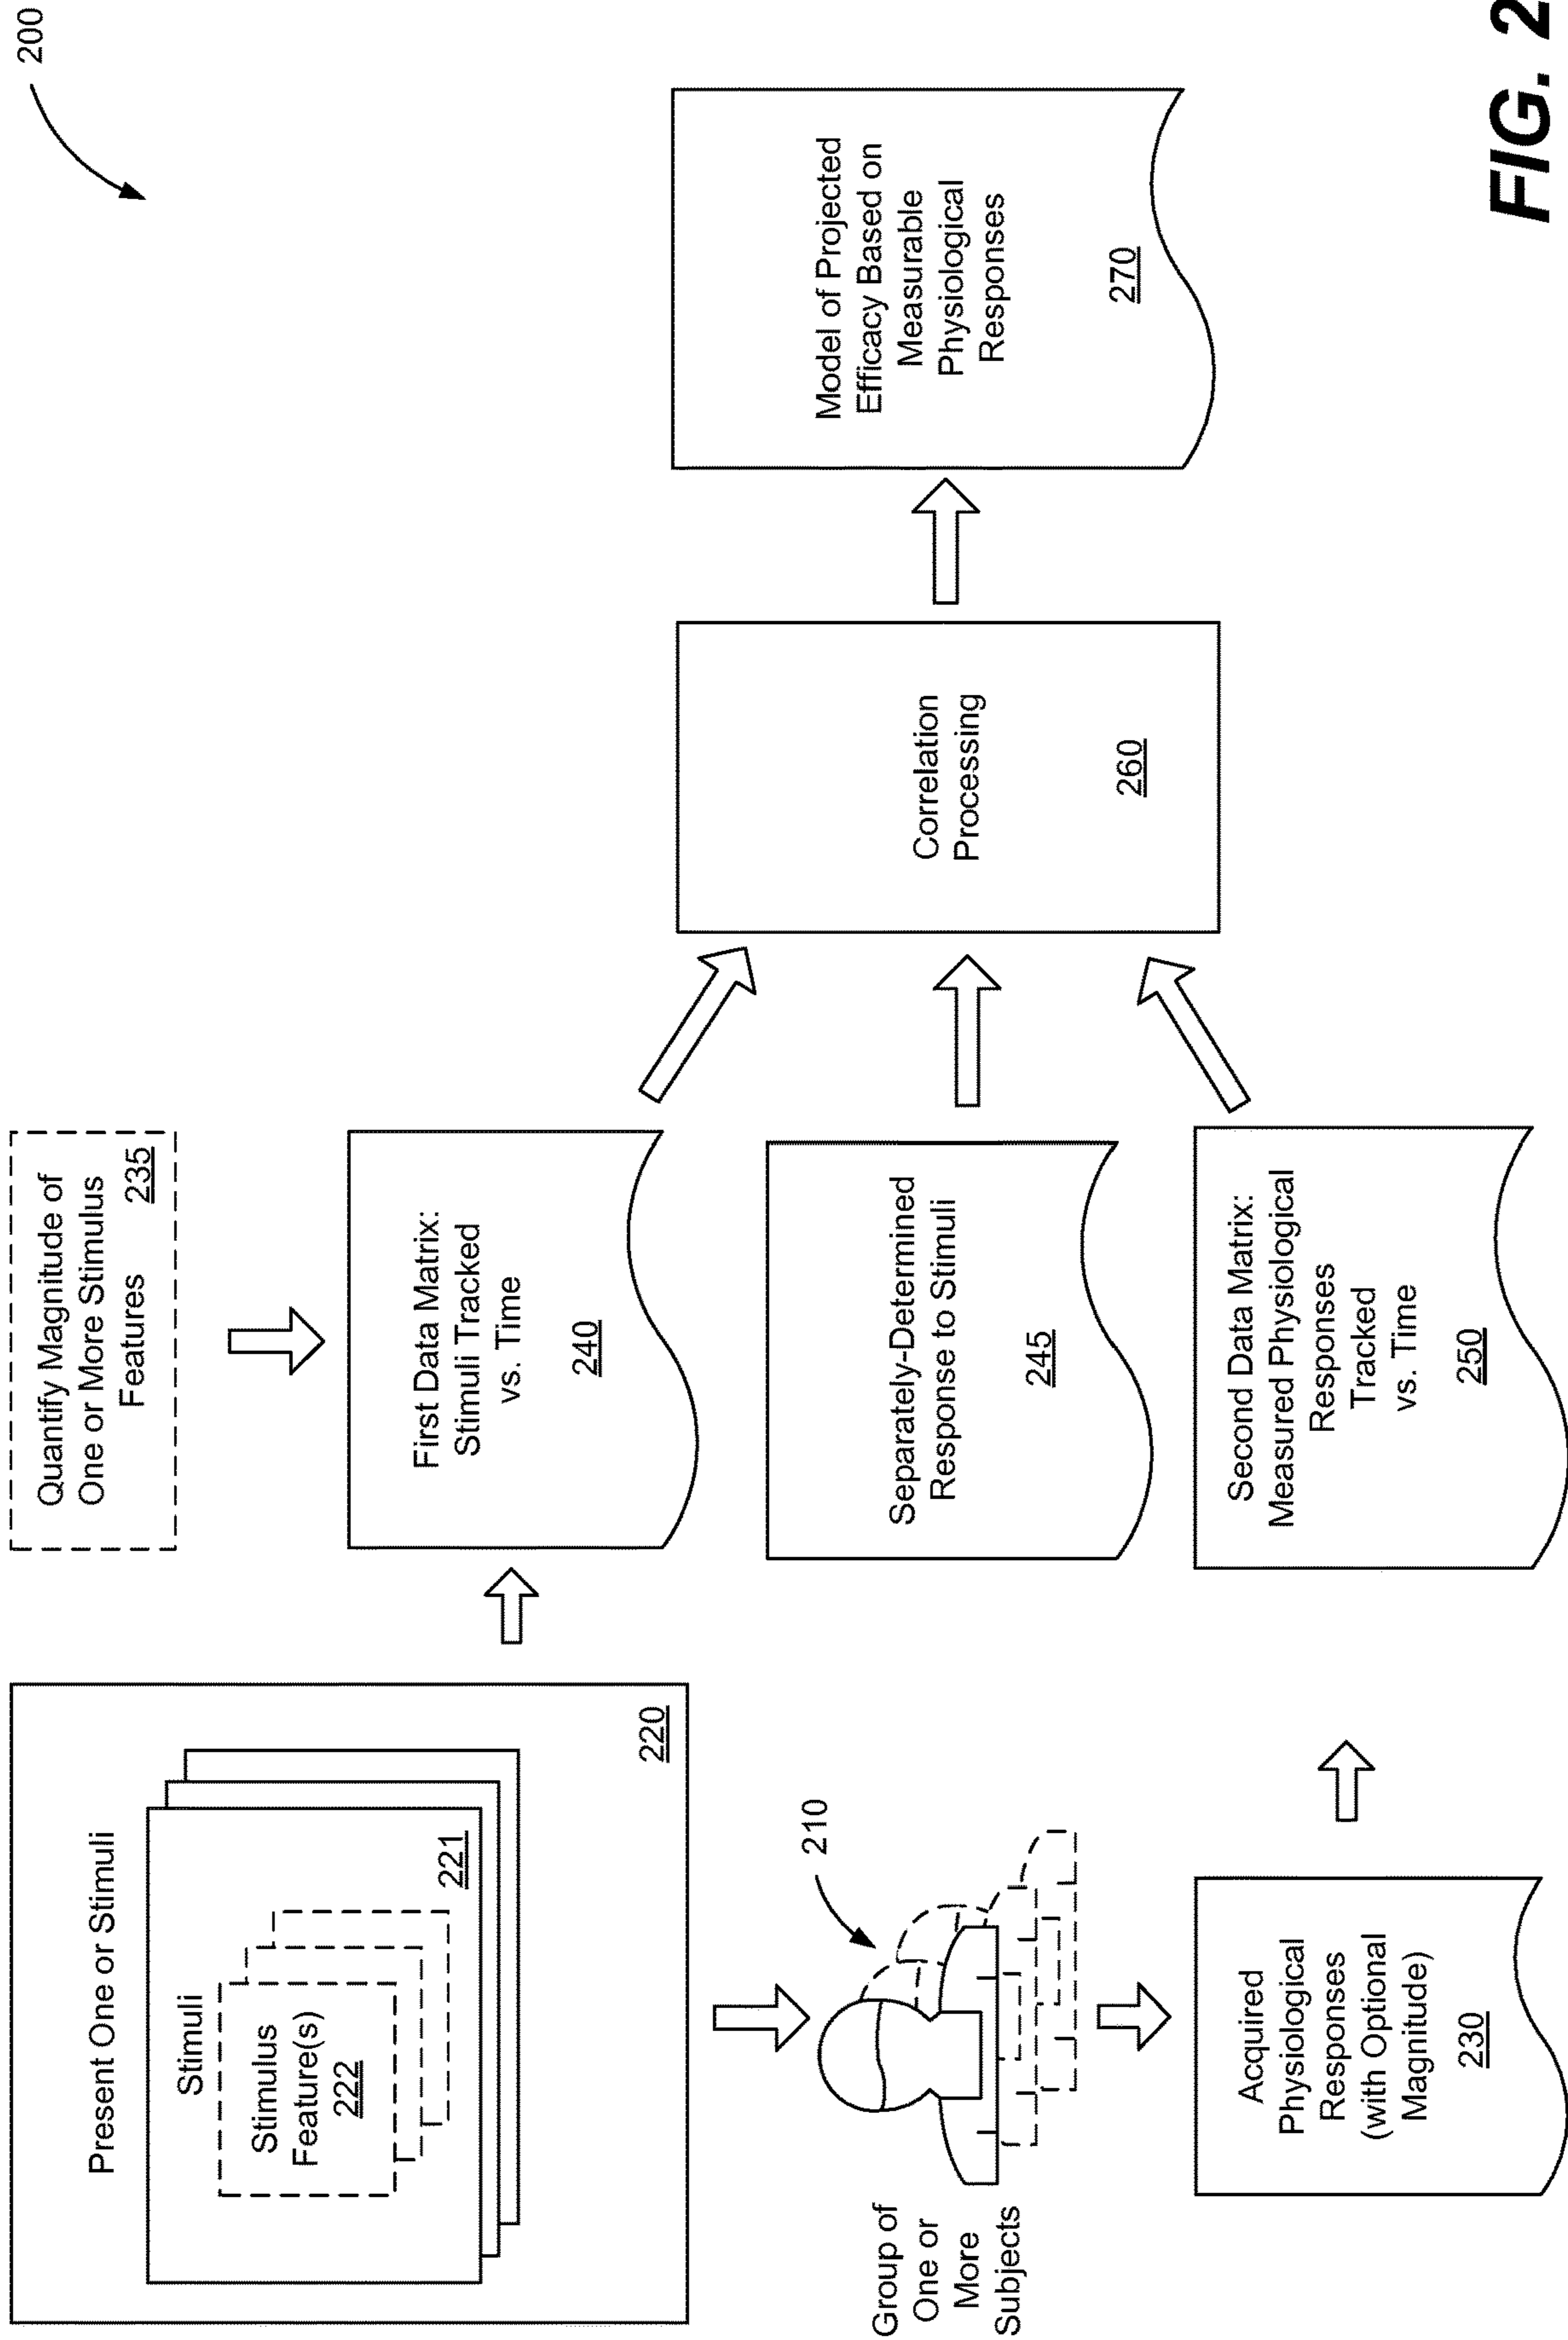 200
Present One or Stimuli
Stimuli
Stimulus
Feature(s)
222
221
220
Quantify Magnitude of
One or More Stimulus
Features
235
First Data Matrix:
Stimuli Tracked
vs. Time
240
Group of
One or
More
Subjects
210
Separately-Determined
Response to Stimuli
245
Correlation
Processing
260
Model of Projected
Efficacy Based on
Measurable
Physiological
Responses
270
Acquired
Physiological
Responses
(with Optional
Magnitude)
230
Second Data Matrix:
Measured Physiological
Responses
Tracked
vs. Time
250
FIG. 2